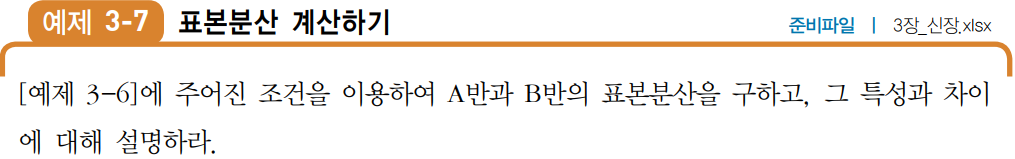 예제 3-7 표본분산 계산하기 준비파일 | 3장_신장.xlsx
[예제 3-6]에 주어진 조건을 이용하여 A반과 B반의 표본분산을 구하고, 그 특성과 차이
에 대해 설명하라.